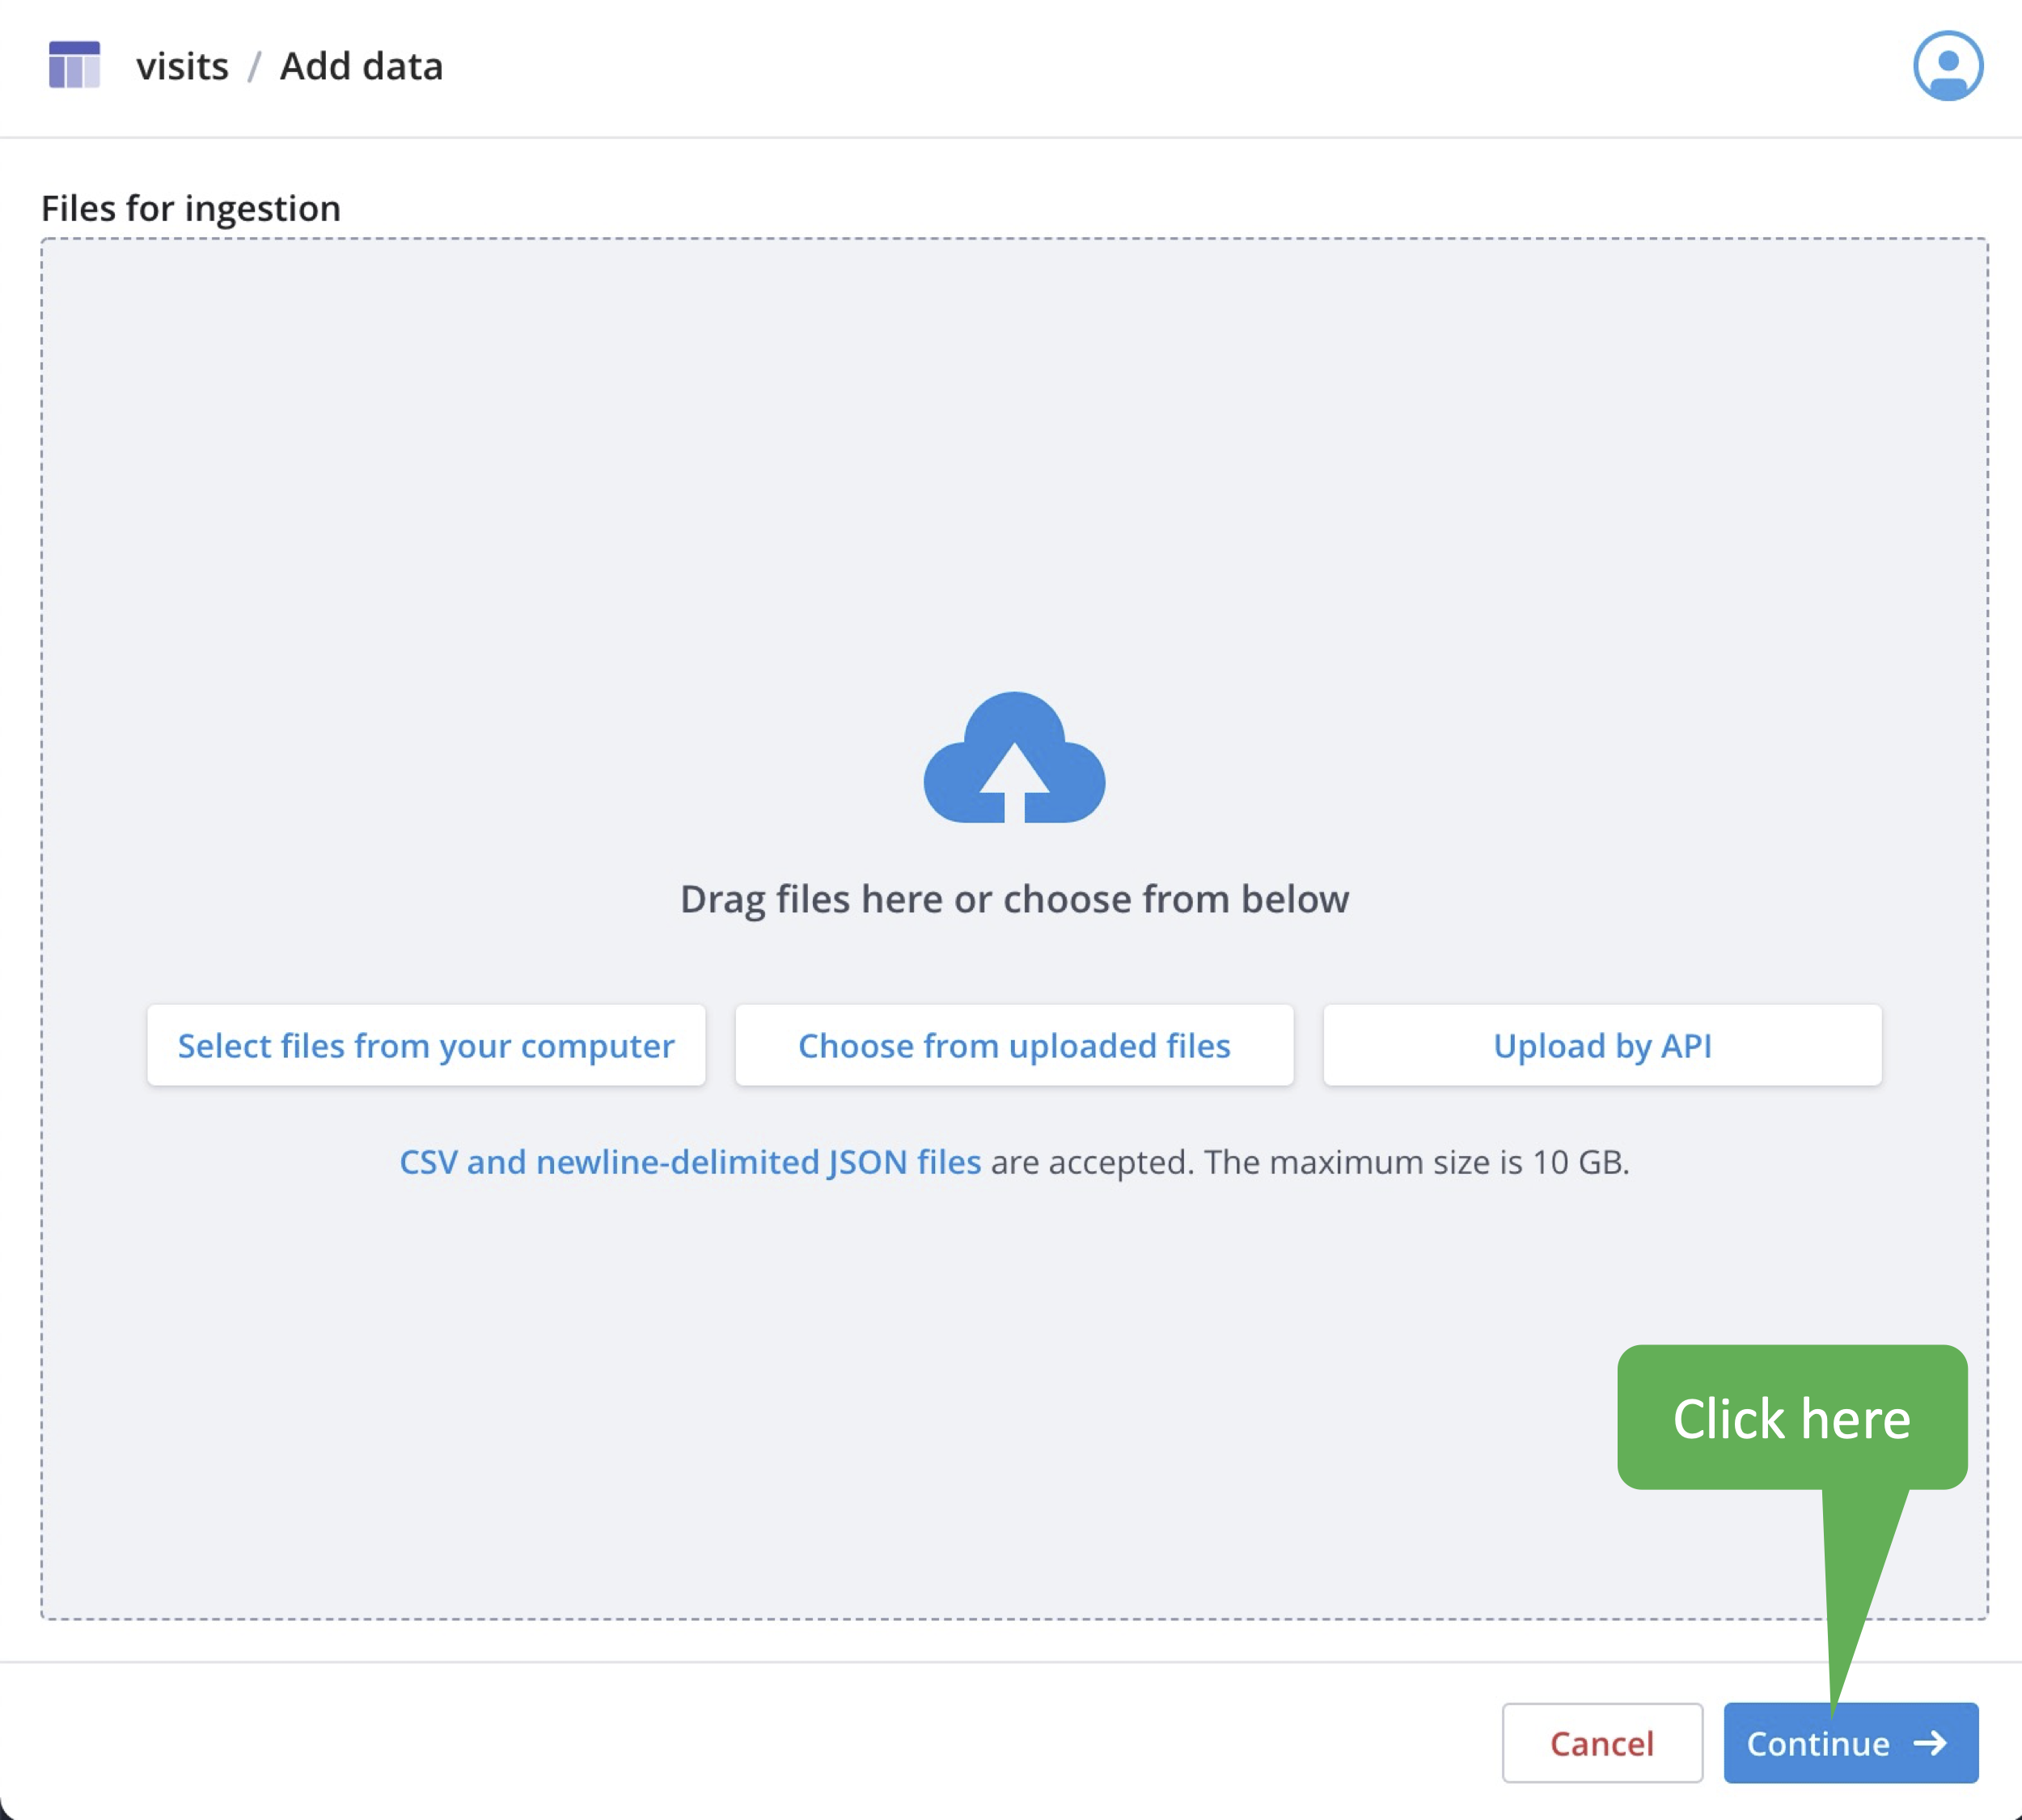 visits / Add data
Files for ingestion
Drag files here or choose from below
Select files from your computer
Choose from uploaded files
Upload by API
CSV and newline-delimited JSON files are accepted. The maximum size is 10 GB.
Click here
Cancel
Continue →